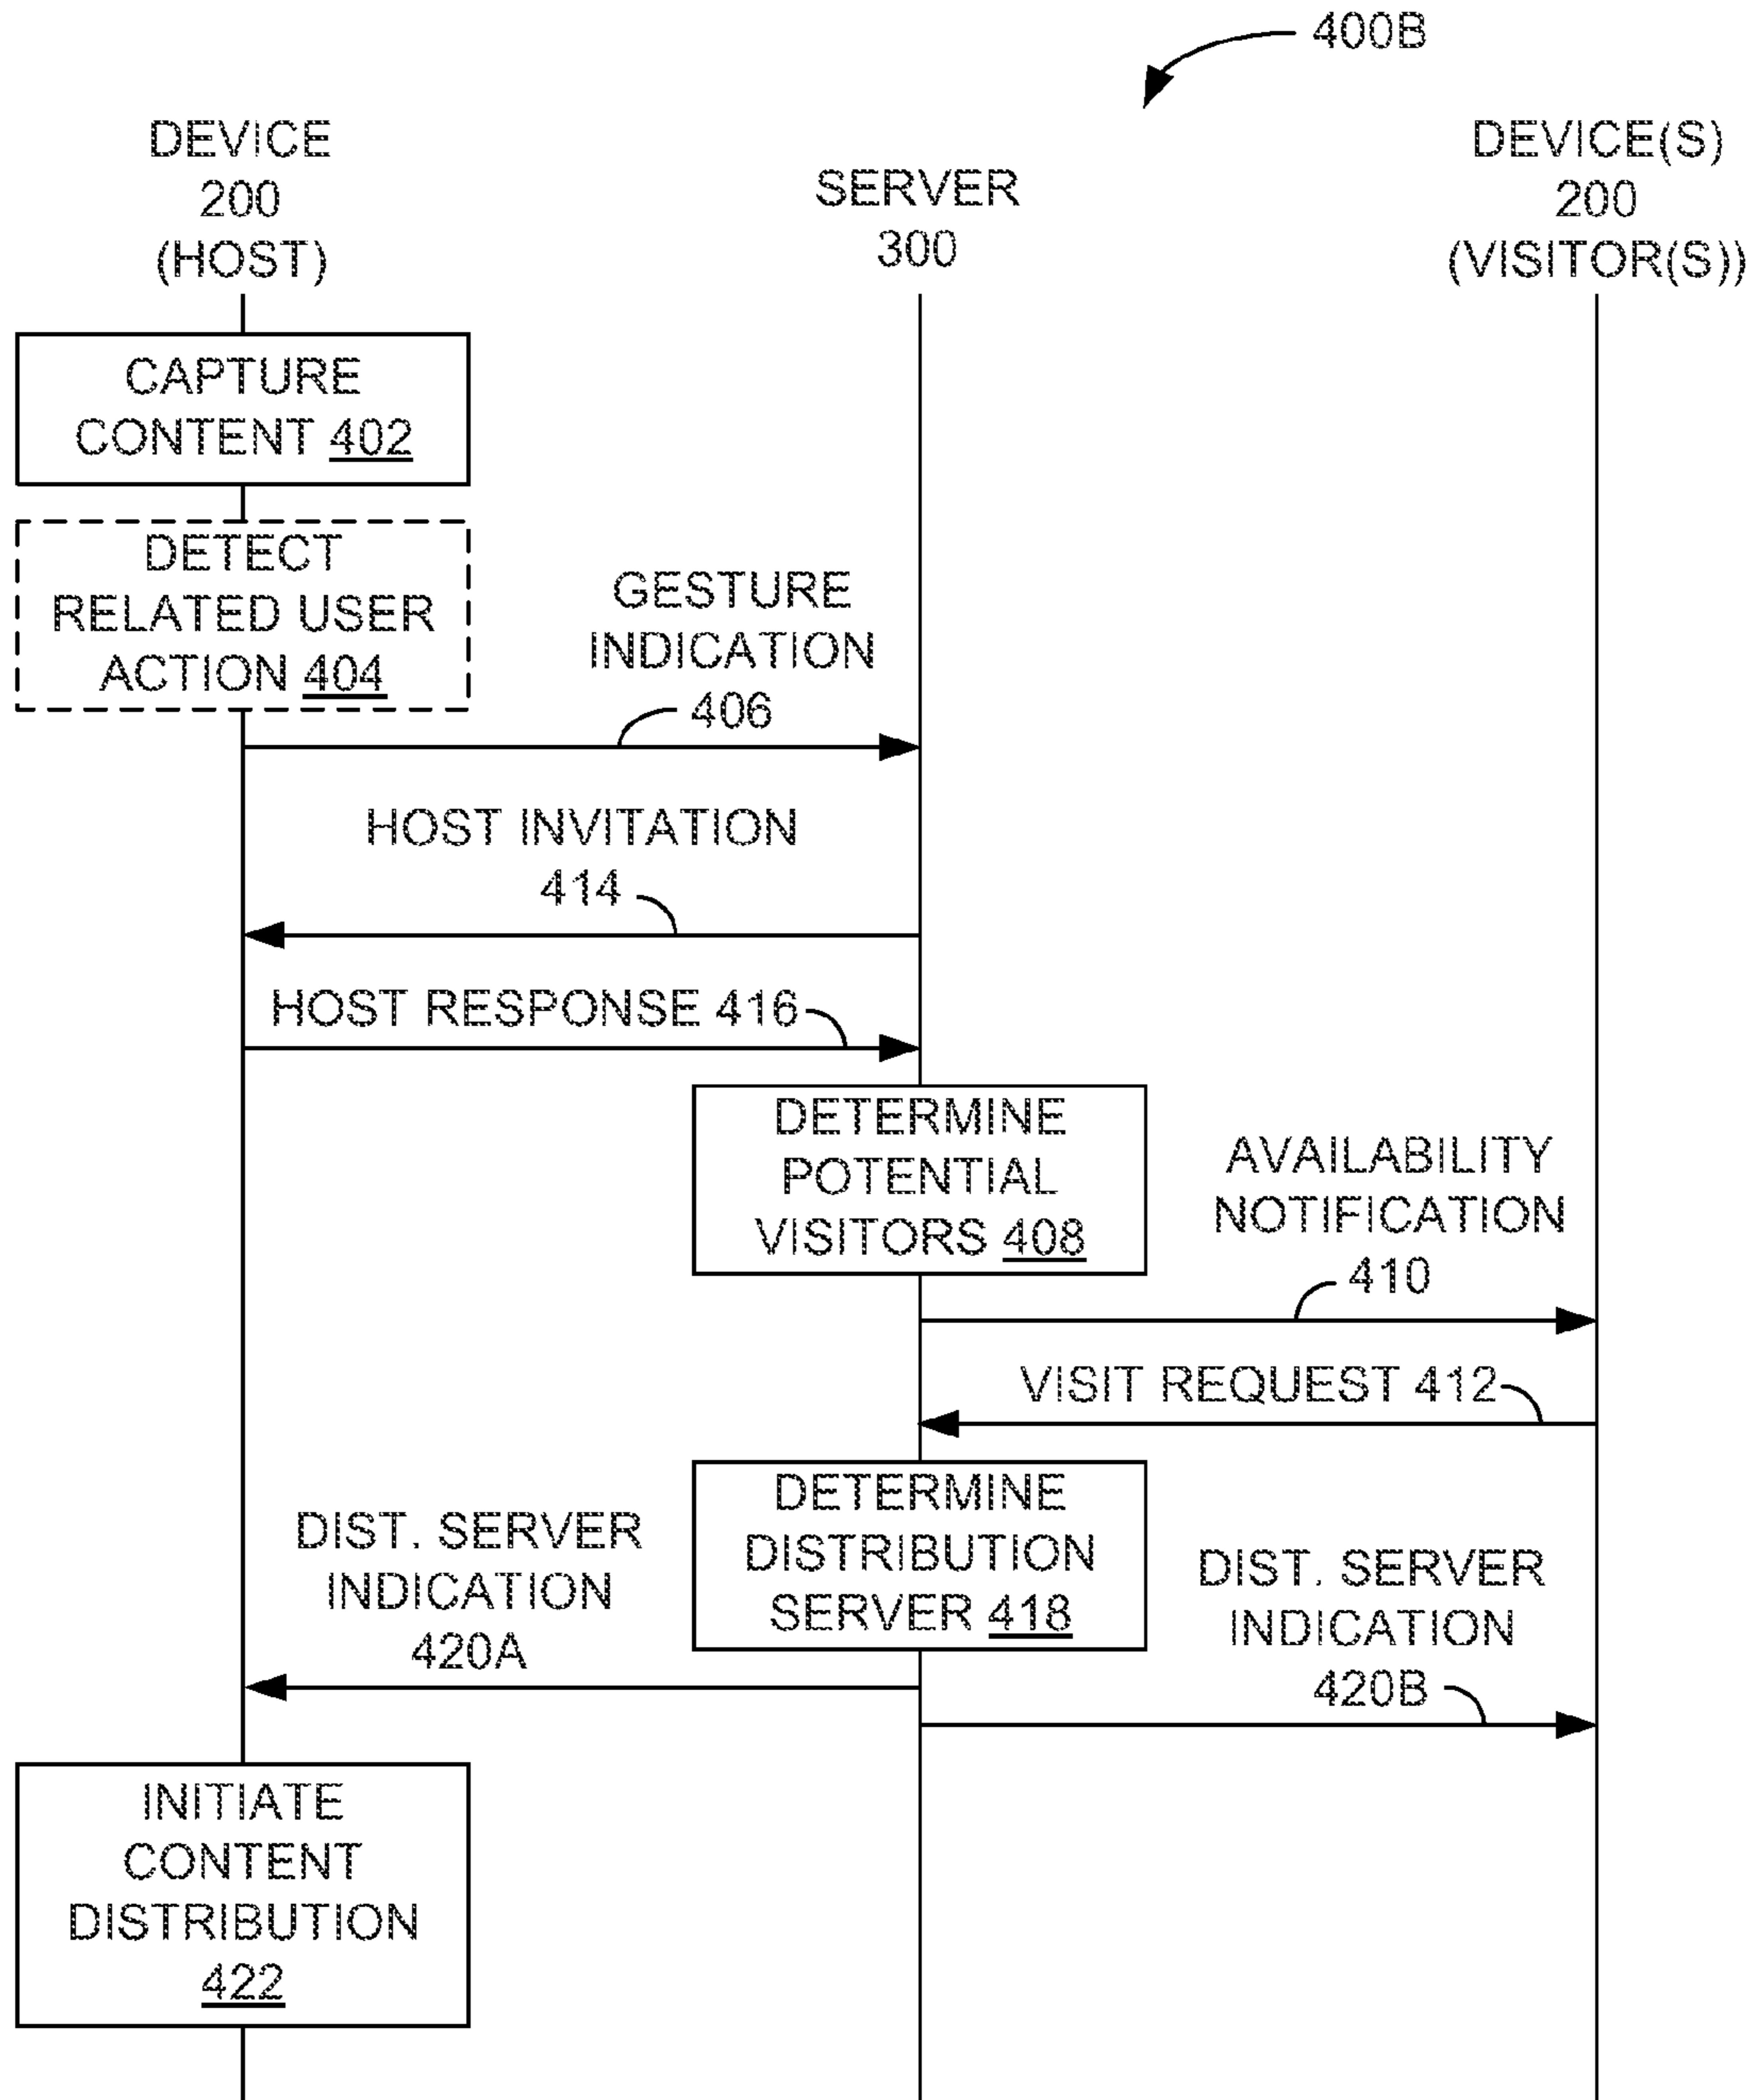 400B
DEVICE
200
(HOST)
SERVER
300
DEVICE(S)
200
(VISITOR(S))
CAPTURE
CONTENT 402
DETECT
RELATED USER
ACTION 404
GESTURE
INDICATION
406
HOST INVITATION
414
HOST RESPONSE 416
DETERMINE
POTENTIAL
VISITORS 408
AVAILABILITY
NOTIFICATION
410
VISIT REQUEST 412
DETERMINE
DISTRIBUTION
SERVER 418
DIST. SERVER
INDICATION
420A
DIST. SERVER
INDICATION
420B
INITIATE
CONTENT
DISTRIBUTION
422